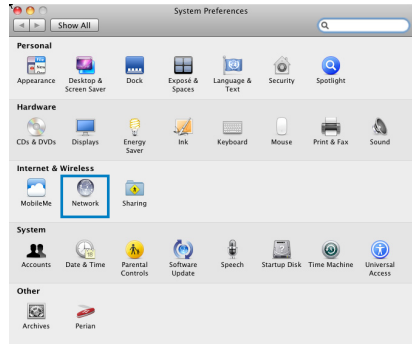 System Preferences
Show All
Personal
Appearance
Desktop &
Screen Saver
Dock
Exposé &
Spaces
Language &
Text
Security
Spotlight
Hardware
CDs & DVDs
Displays
Energy
Saver
Ink
Keyboard
Mouse
Print & Fax
Sound
Internet & Wireless
MobileMe
Network
Sharing
System
Accounts
Date & Time
Parental
Controls
Software
Update
Speech
Startup Disk
Time Machine
Universal
Access
Other
Archives
Perian